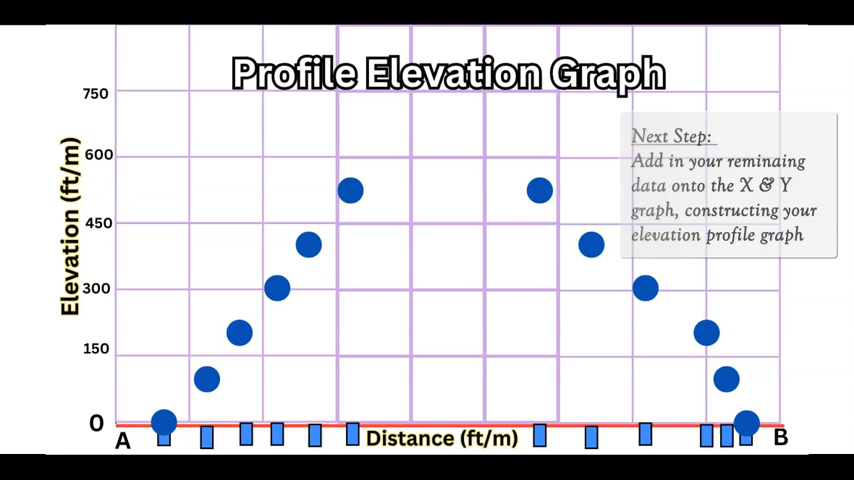 Profile Elevation Graph
750
600
450
300
150
0
Elevation (ft/m)
Next Step:
Add in your reminaing
data onto the X & Y
graph, constructing your
elevation profile graph
A
Distance (ft/m)
B